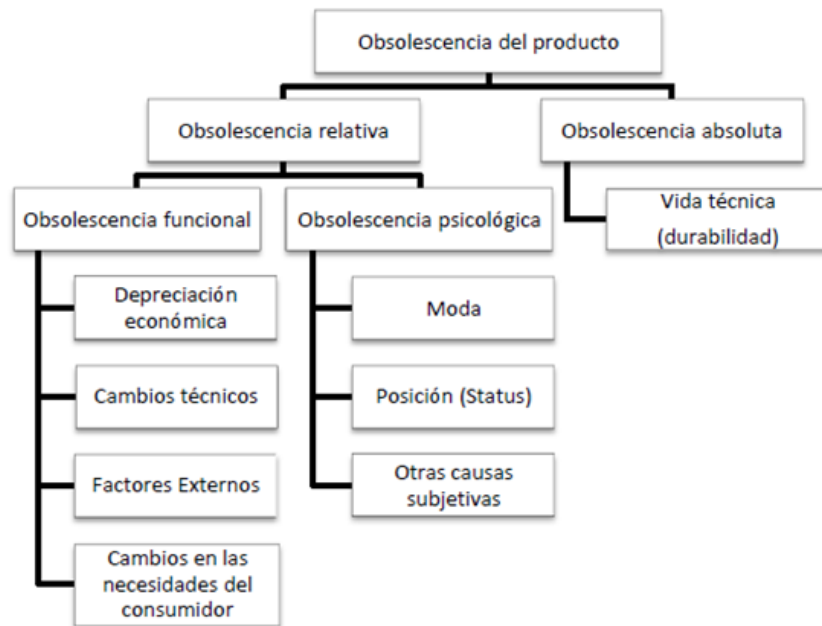 Obsolescencia del producto
Obsolescencia relativa
Obsolescencia absoluta
Obsolescencia funcional
Obsolescencia psicológica
Vida técnica
(durabilidad)
Depreciación
económica
Moda
Cambios técnicos
Posición (Status)
Factores Externos
Otras causas
subjetivas
Cambios en las
necesidades del
consumidor